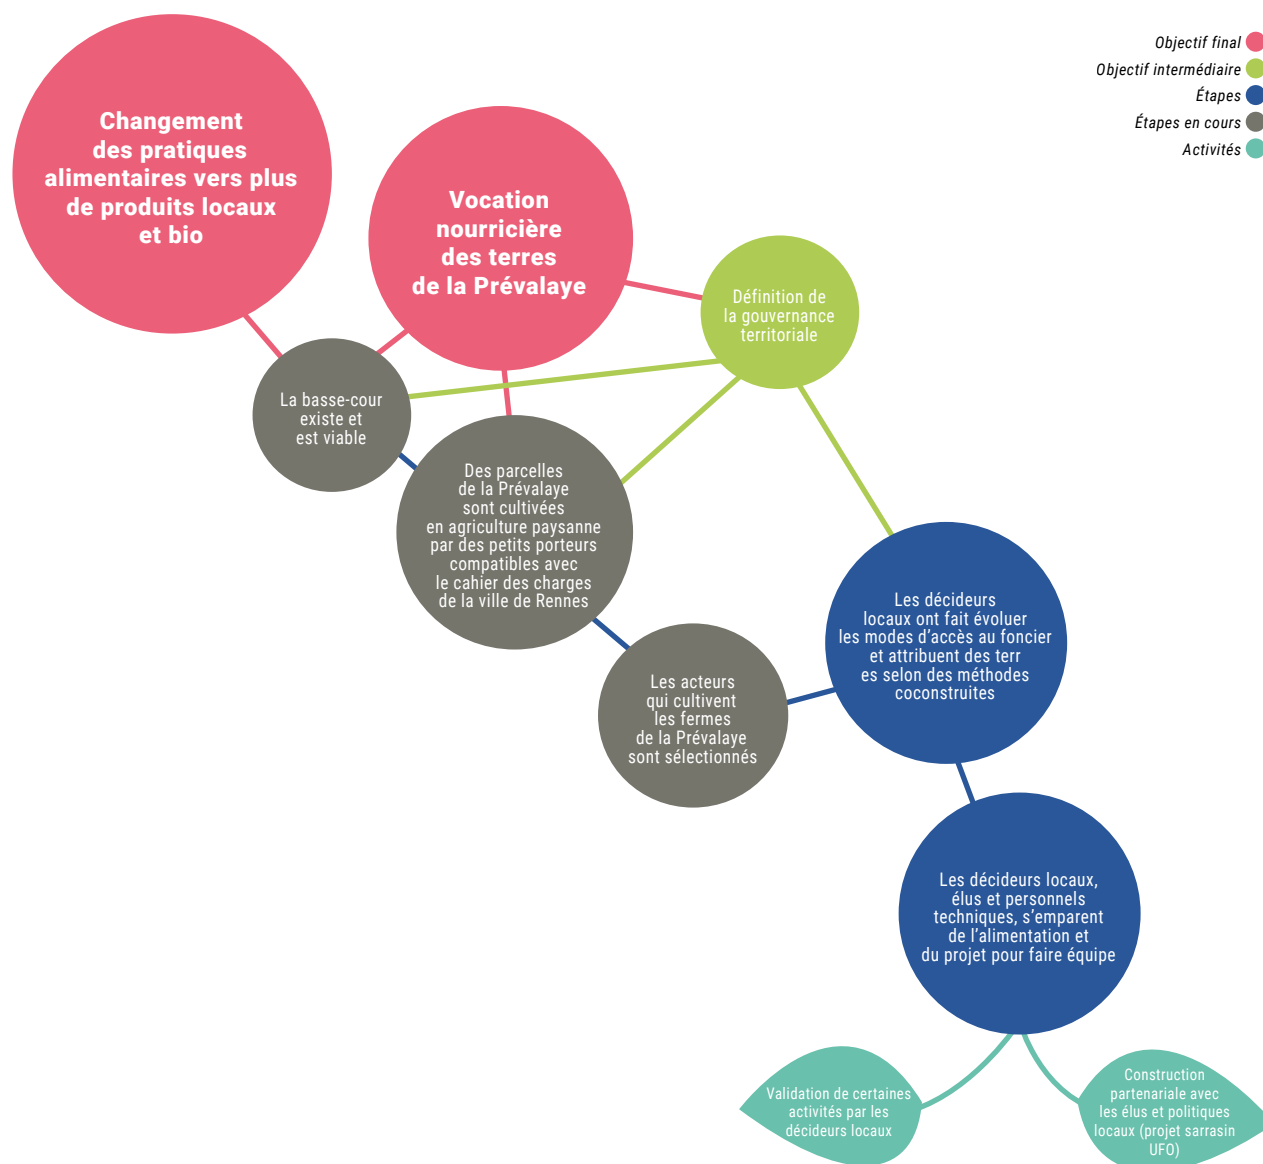 Objectif final
Objectif intermédiaire
Étapes
Étapes en cours
Activités
Changement
des pratiques
alimentaires vers plus
de produits locaux
et bio
Vocation
nourricière
des terres
de la Prévalaye
Définition de
la gouvernance
territoriale
La basse-cour
existe et
est viable
Des parcelles
de la Prévalaye
sont cultivées
en agriculture paysanne
par des petits porteurs
compatibles avec
le cahier des charges
de la ville de Rennes
Les décideurs
locaux ont fait évoluer
les modes d’accès au foncier
et attribuent des terr
es selon des méthodes
coconstruites
Les acteurs
qui cultivent
les fermes
de la Prévalaye
sont sélectionnés
Les décideurs locaux,
élus et personnels
techniques, s’emparent
de l’alimentation et
du projet pour faire équipe
Validation de certaines
activités par les
décideurs locaux
Construction
partenariale avec
les élus et politiques
locaux (projet sarrasin
UFO)